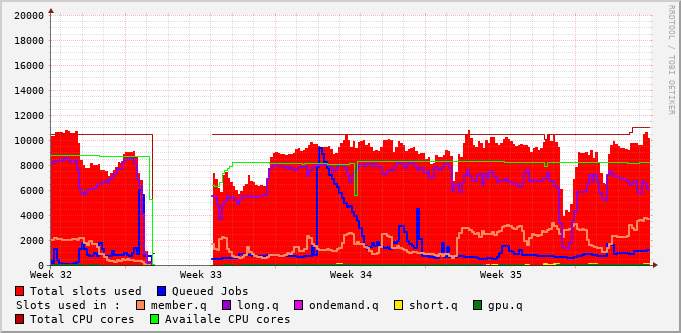 20000
18000
16000
14000
12000
10000
8000
6000
4000
2000
0
Week 32 Week 33 Week 34 Week 35
Total slots used Queued Jobs
Slots used in : member.q long.q ondemand.q short.q gpu.q
Total CPU cores Availale CPU cores
RRDTOOL / TOBI OETIKER